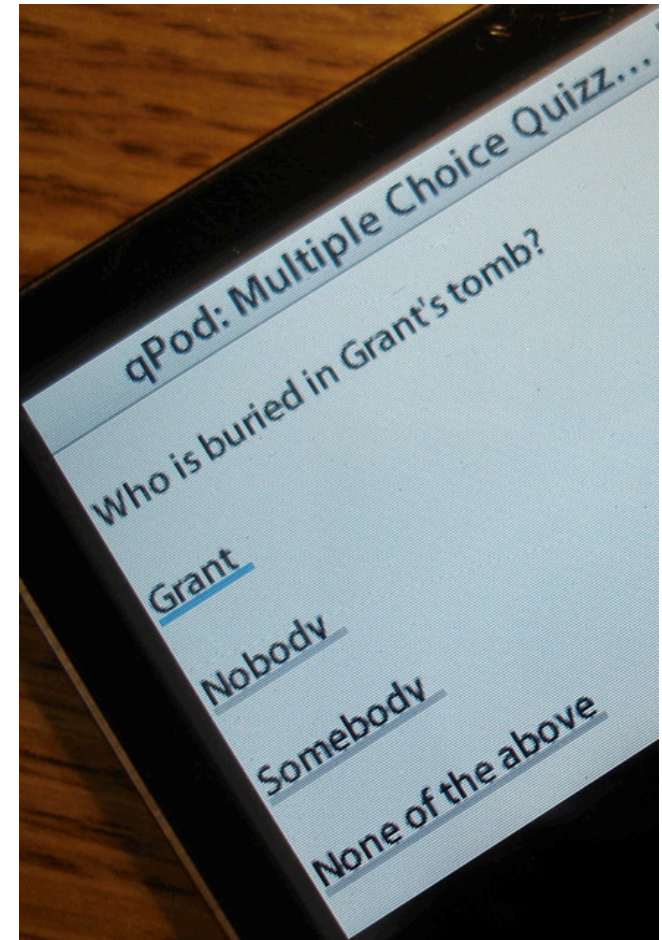 qPod: Multiple Choice Quizz...
Who is buried in Grant's tomb?
Grant
Nobody
Somebody
None of the above